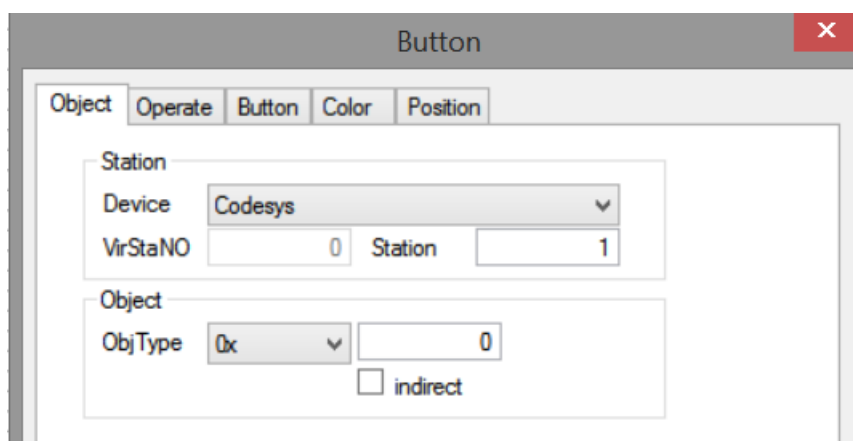 Button
Object Operate Button Color Position
Station
Device Codesys
VirStaNO 0 Station 1
Object
ObjType 0x 0
indirect